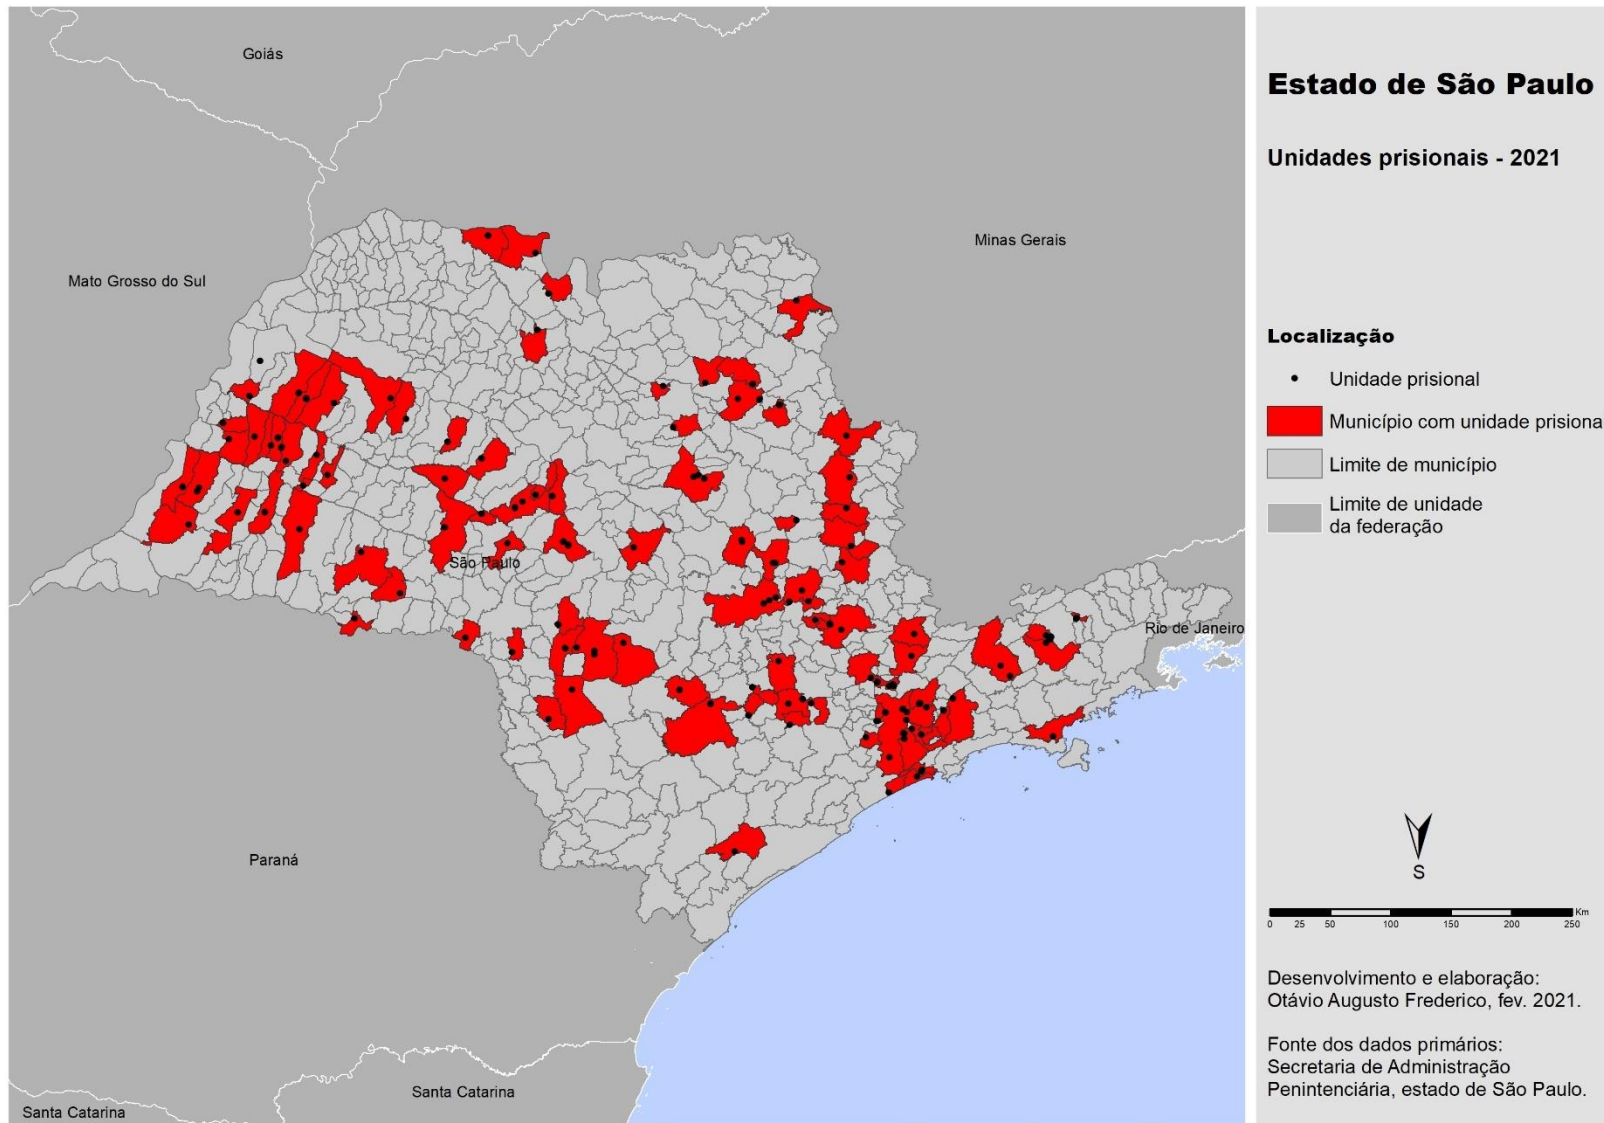 Goiás
Minas Gerais
Mato Grosso do Sul
São Paulo
Rio de Janeiro
Paraná
Santa Catarina
Santa Catarina
Estado de São Paulo
Unidades prisionais - 2021
Localização
Unidade prisional
Município com unidade prisiona
Limite de município
Limite de unidade
da federação
S
0 25 50 100 150 200 250 Km
Desenvolvimento e elaboração:
Otávio Augusto Frederico, fev. 2021.
Fonte dos dados primários:
Secretaria de Administração
Penintenciária, estado de São Paulo.